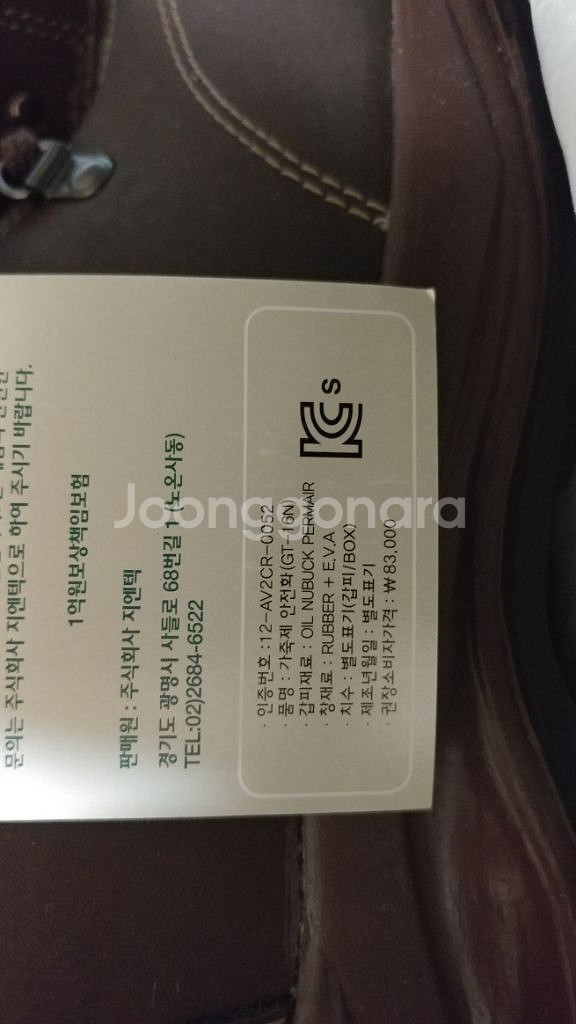 문의는 주식회사 지엔텍으로 하여 주시기 바랍니다.
1억원보상책임보험
판매원 : 주식회사 지엔텍
경기도 광명시 사들로 68번길 1 (노온사동)
TEL:02)2684-6522
KCs
· 인증번호 : 12-AV2CR-0052
· 품명 : 가죽제 안전화(GT-16N)
· 갑피재료 : OIL NUBUCK PERMAIR
· 창재료 : RUBBER + E.V.A
· 치수 : 별도표기(갑피/BOX)
· 제조년월일 : 별도표기
· 권장소비자가격 : ₩83,000
Joonggonara